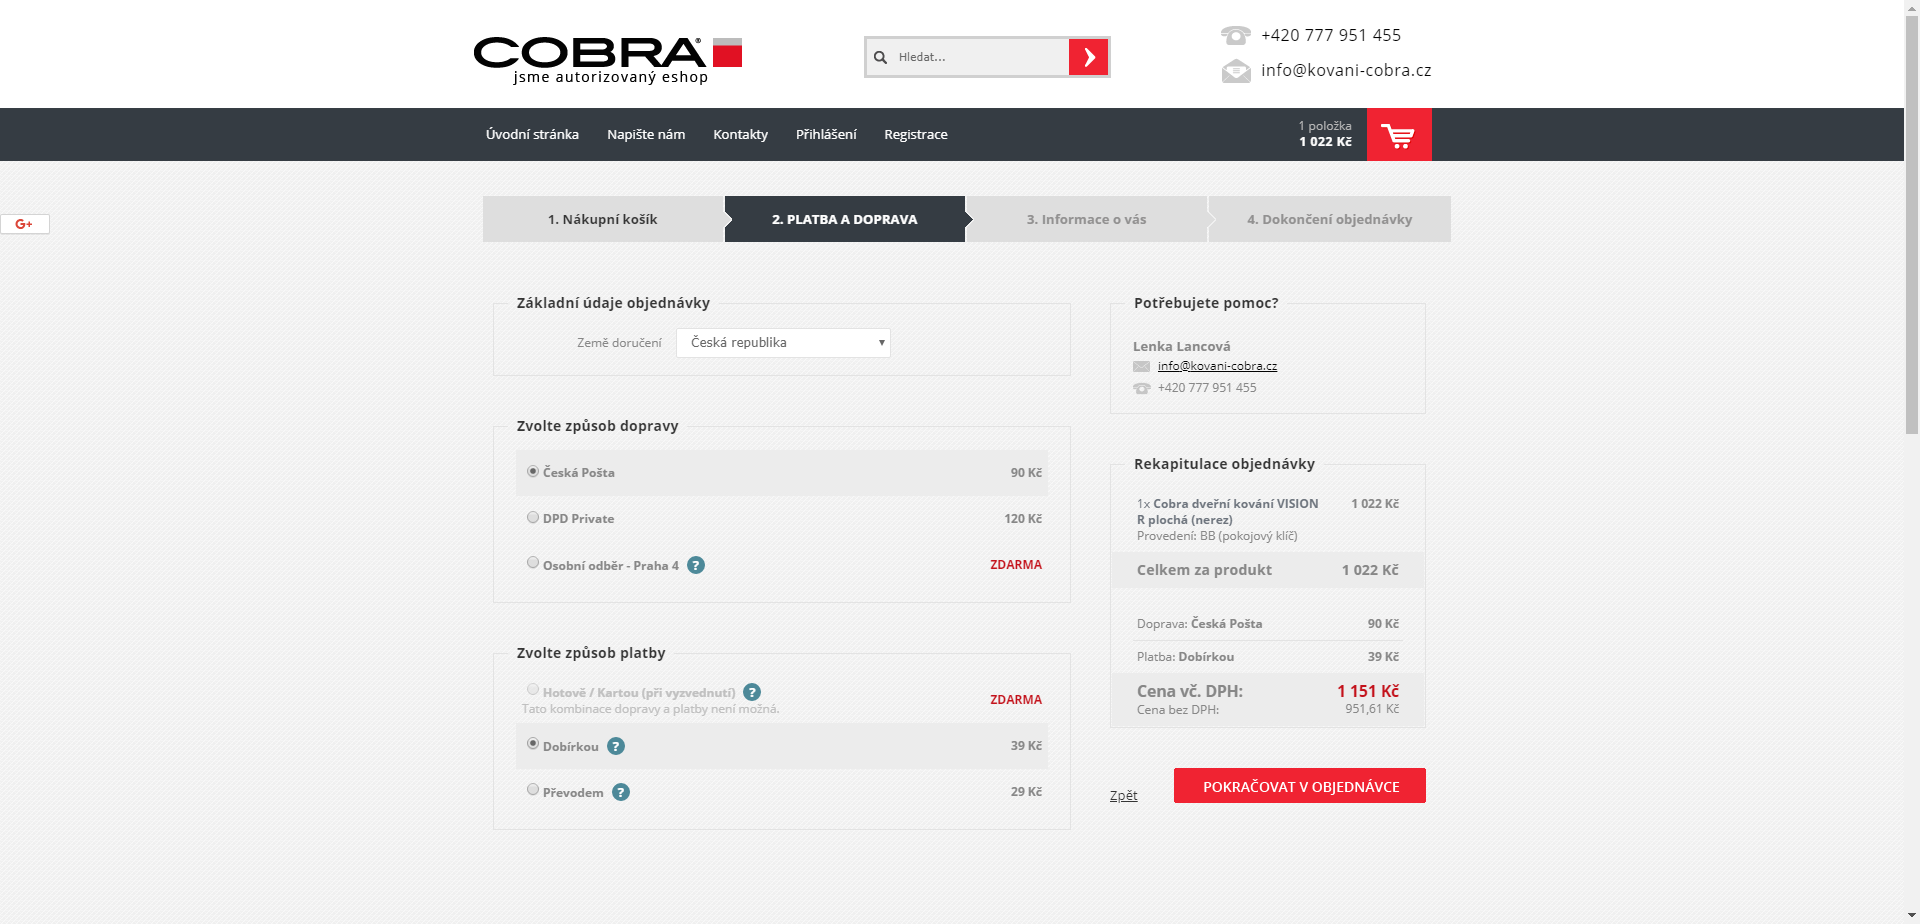 COBRA®
jsme autorizovaný eshop
Hledat...
+420 777 951 455
info@kovani-cobra.cz
Úvodní stránka
Napište nám
Kontakty
Přihlášení
Registrace
1 položka
1 022 Kč
G+
1. Nákupní košík
2. PLATBA A DOPRAVA
3. Informace o vás
4. Dokončení objednávky
Základní údaje objednávky
Země doručení
Česká republika
Zvolte způsob dopravy
Česká Pošta 90 Kč
DPD Private 120 Kč
Osobní odběr - Praha 4 ? ZDARMA
Zvolte způsob platby
Hotově / Kartou (při vyzvednutí) ? ZDARMA
Tato kombinace dopravy a platby není možná.
Dobírkou ? 39 Kč
Převodem ? 29 Kč
Potřebujete pomoc?
Lenka Lancová
info@kovani-cobra.cz
+420 777 951 455
Rekapitulace objednávky
1x Cobra dveřní kování VISION 1 022 Kč
R plochá (nerez)
Provedení: BB (pokojový klíč)
Celkem za produkt 1 022 Kč
Doprava: Česká Pošta 90 Kč
Platba: Dobírkou 39 Kč
Cena vč. DPH: 1 151 Kč
Cena bez DPH: 951,61 Kč
Zpět
POKRAČOVAT V OBJEDNÁVCE